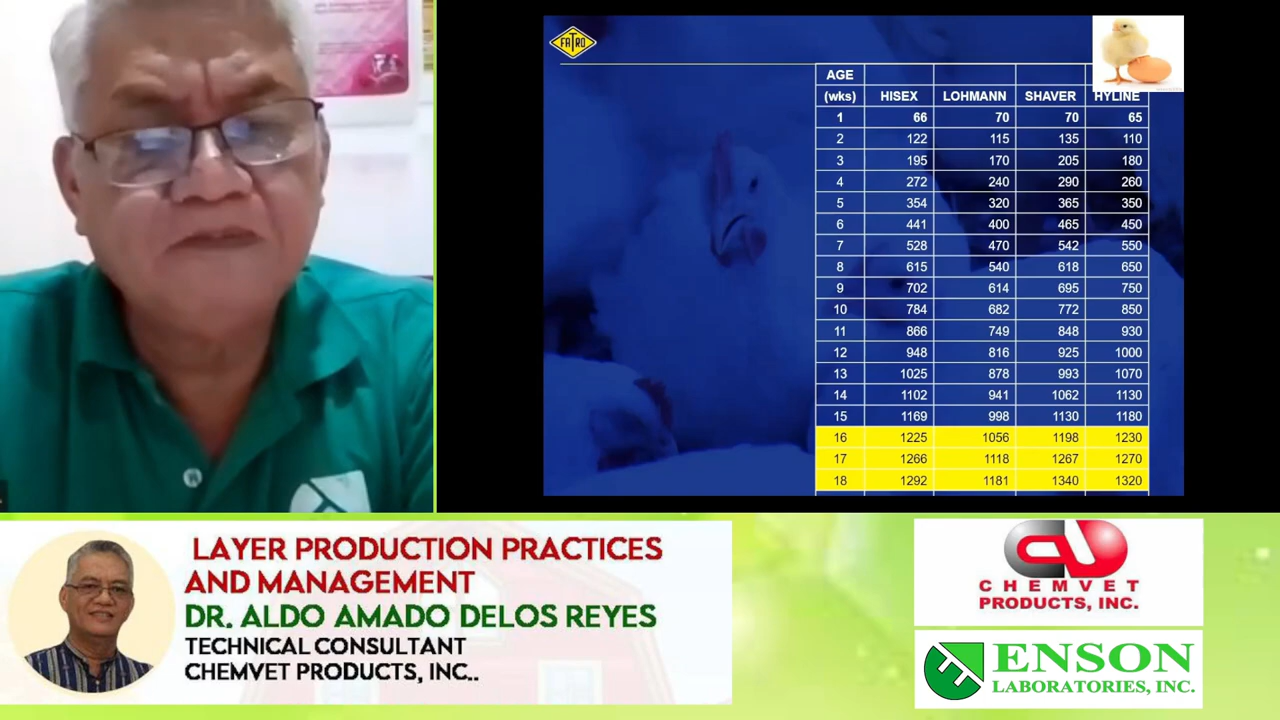 FATRO
AGE
(wks) HISEX LOHMANN SHAVER HYLINE
1 66 70 70 65
2 122 115 135 110
3 195 170 205 180
4 272 240 290 260
5 354 320 365 350
6 441 400 465 450
7 528 470 542 550
8 615 540 618 650
9 702 614 695 750
10 784 682 772 850
11 866 749 848 930
12 948 816 925 1000
13 1025 878 993 1070
14 1102 941 1062 1130
15 1169 998 1130 1180
16 1225 1056 1198 1230
17 1266 1118 1267 1270
18 1292 1181 1340 1320
LAYER PRODUCTION PRACTICES
AND MANAGEMENT
DR. ALDO AMADO DELOS REYES
TECHNICAL CONSULTANT
CHEMVET PRODUCTS, INC..
CHEMVET
PRODUCTS, INC.
ENSON
LABORATORIES, INC.